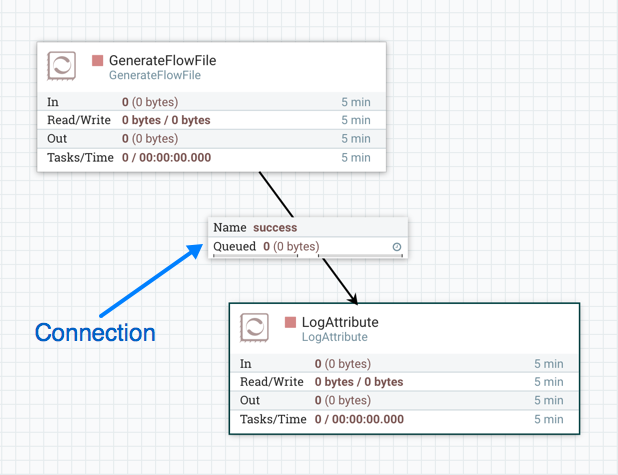 GenerateFlowFile
GenerateFlowFile
In 0 (0 bytes) 5 min
Read/Write 0 bytes / 0 bytes 5 min
Out 0 (0 bytes) 5 min
Tasks/Time 0 / 00:00:00.000 5 min
Name success
Queued 0 (0 bytes)
Connection
LogAttribute
LogAttribute
In 0 (0 bytes) 5 min
Read/Write 0 bytes / 0 bytes 5 min
Out 0 (0 bytes) 5 min
Tasks/Time 0 / 00:00:00.000 5 min